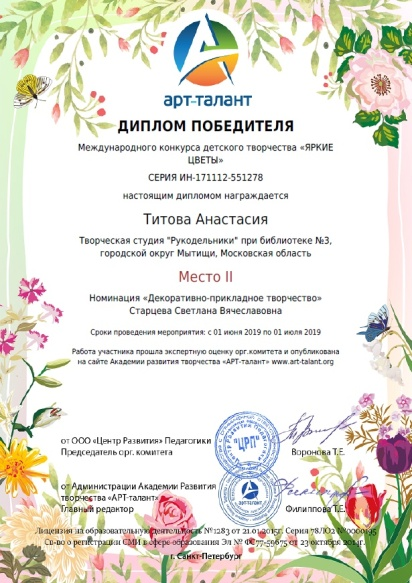 АРТ-ТАЛАНТ
ДИПЛОМ ПОБЕДИТЕЛЯ
Международного конкурса детского творчества «ЯРКИЕ
ЦВЕТЫ»
СЕРИЯ ИН-171112-551278
настоящим дипломом награждается
Титова Анастасия
Творческая студия "Рукодельники" при библиотеке №3,
городской округ Мытищи, Московская область
Место II
Номинация «Декоративно-прикладное творчество»
Старцева Светлана Вячеславовна
Сроки проведения мероприятия: с 01 июня 2019 по 01 июля 2019
Работа участника прошла экспертную оценку орг.комитета и опубликована
на сайте Академии развития творчества «АРТ-талант» www.art-talant.org
"ЦРП"
от ООО «Центр Развития» Педагогики
Председатель орг. комитета Воронова Т.Е.
от Администрации Академии Развития
творчества «АРТ-талант»
Главный редактор Филиппова Т.Е.
АРТ-ТАЛАНТ
Лицензия на образовательную деятельность №1283 от 21.01.2015г. Серия 78Л02 №0000195
Св-во о регистрации СМИ в сфере образования Эл № ФС77-59675 от 23 октября 2014г.
г. Санкт-Петербург